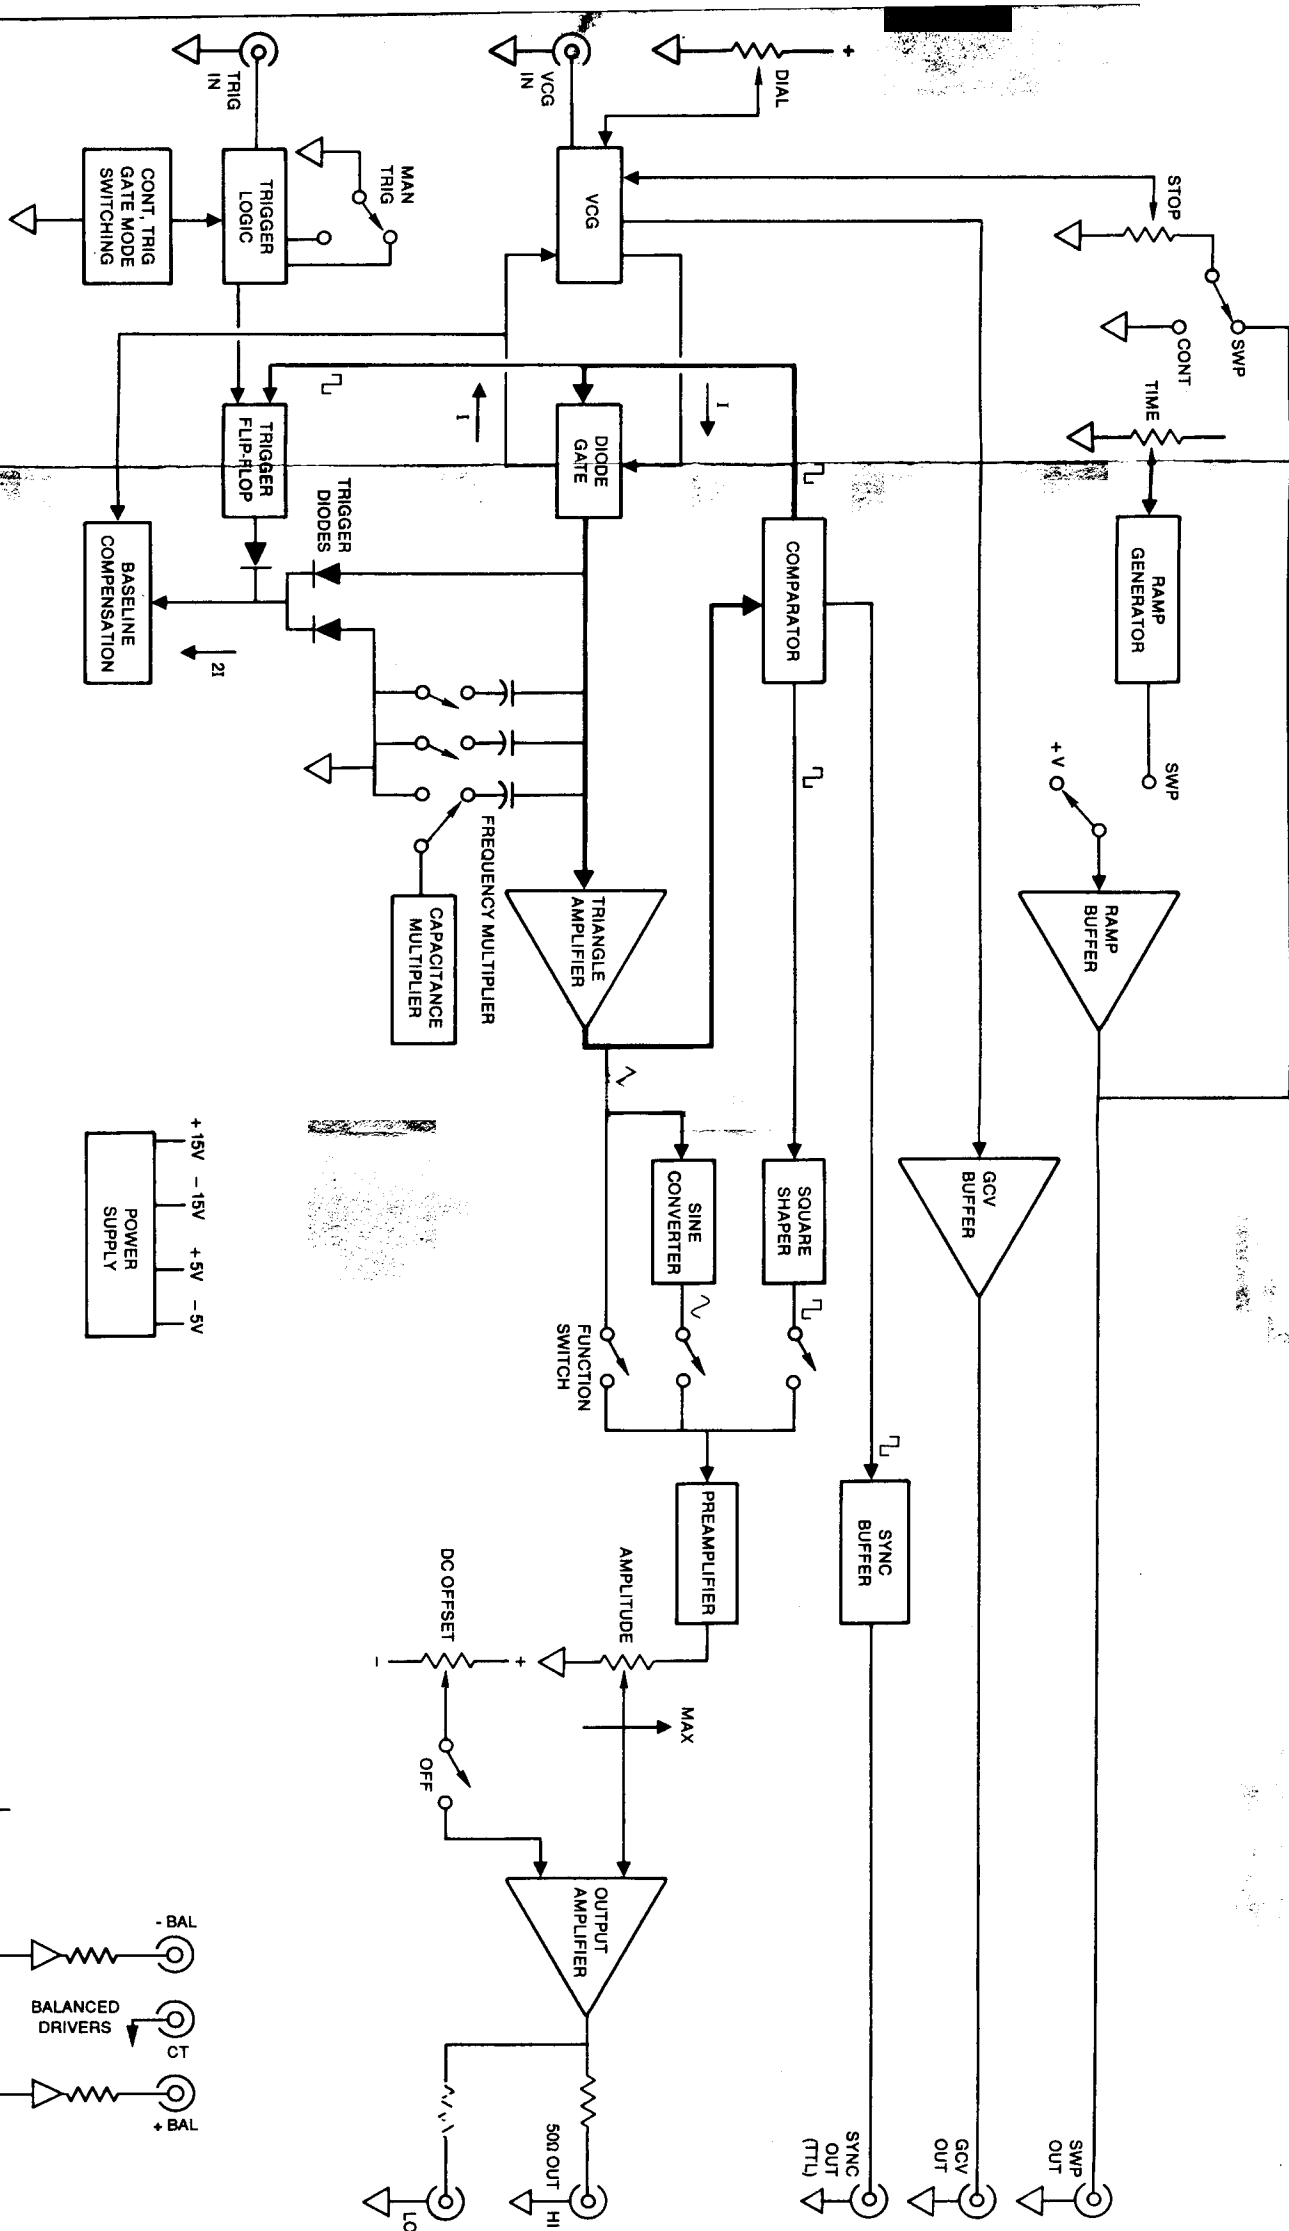 +
DIAL
VCG
IN
TRIG
IN
STOP
SWP
CONT
TIME
VCG
MAN
TRIG
TRIGGER
LOGIC
CONT, TRIG
GATE MODE
SWITCHING
I
I
DIODE
GATE
TRIGGER
FLIP-FLOP
TRIGGER
DIODES
BASELINE
COMPENSATION
2I
COMPARATOR
RAMP
GENERATOR
SWP
+V
RAMP
BUFFER
FREQUENCY MULTIPLIER
CAPACITANCE
MULTIPLIER
TRIANGLE
AMPLIFIER
GCV
BUFFER
SQUARE
SHAPER
SINE
CONVERTER
FUNCTION
SWITCH
+15V
-15V
+5V
-5V
POWER
SUPPLY
SYNC
BUFFER
PREAMPLIFIER
AMPLITUDE
DC OFFSET
+
-
MAX
OFF
OUTPUT
AMPLIFIER
- BAL
BALANCED
DRIVERS
CT
+ BAL
SWP
OUT
GCV
OUT
SYNC
OUT
(TTL)
50Ω OUT
HI